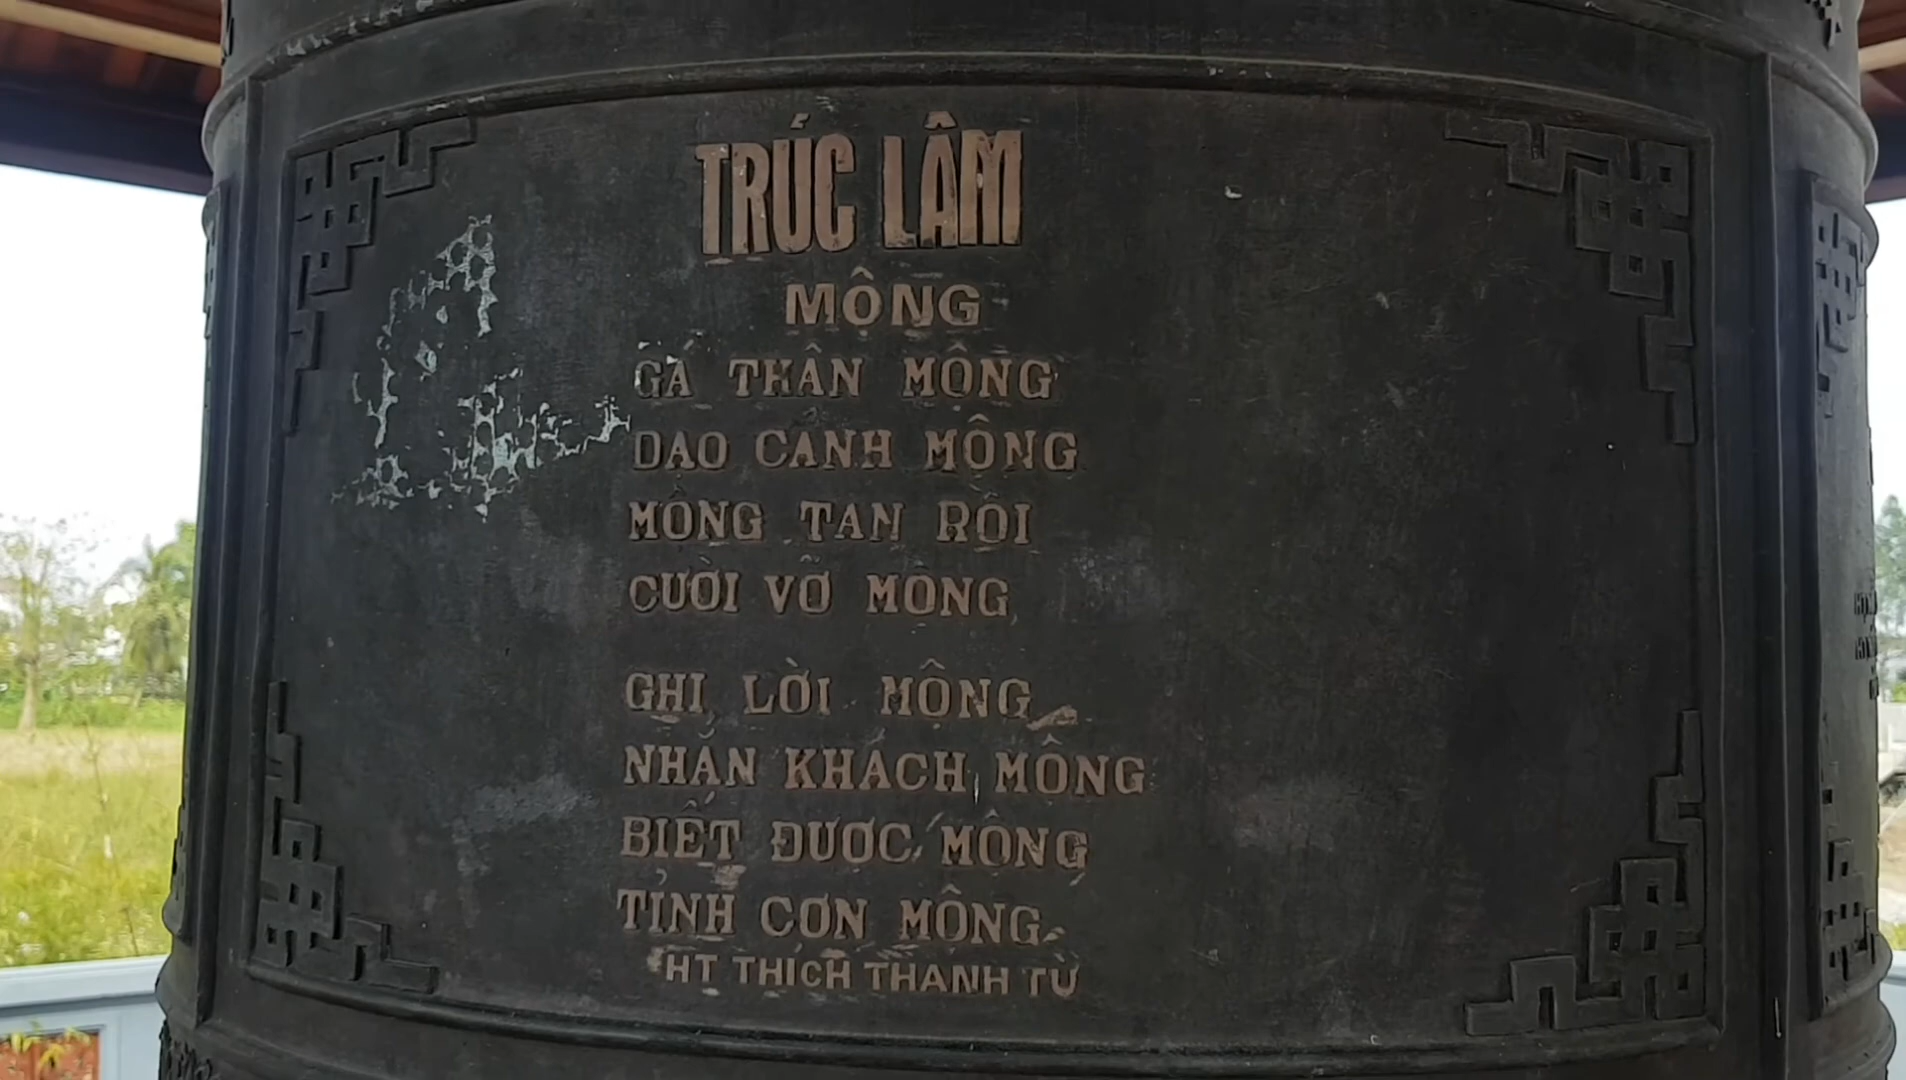 TRÚC LÂM
MỘNG
GÁ THÂN MỘNG
DẠO CẢNH MỘNG
MỘNG TAN RỒI
CƯỜI VỠ MỘNG
GHI LỜI MỘNG
NHẮN KHÁCH MỘNG
BIẾT ĐƯỢC MỘNG
TỈNH CƠN MỘNG
HT THÍCH THANH TỪ